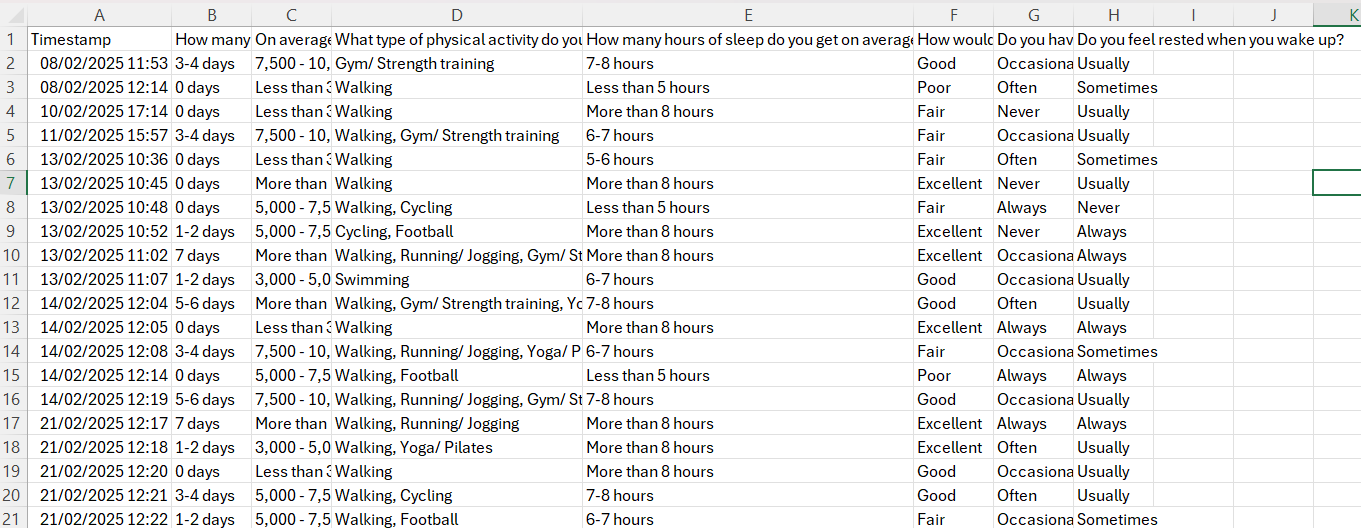 A B C D E F G H I J K
1 Timestamp How many On average What type of physical activity do you How many hours of sleep do you get on average How would Do you hav Do you feel rested when you wake up?
2 08/02/2025 11:53 3-4 days 7,500 - 10, Gym/ Strength training 7-8 hours Good Occasiona Usually
3 08/02/2025 12:14 0 days Less than 3 Walking Less than 5 hours Poor Often Sometimes
4 10/02/2025 17:14 0 days Less than 3 Walking More than 8 hours Fair Never Usually
5 11/02/2025 15:57 3-4 days 7,500 - 10, Walking, Gym/ Strength training 6-7 hours Fair Occasiona Usually
6 13/02/2025 10:36 0 days Less than 3 Walking 5-6 hours Fair Often Sometimes
7 13/02/2025 10:45 0 days More than Walking More than 8 hours Excellent Never Usually
8 13/02/2025 10:48 0 days 5,000 - 7,5 Walking, Cycling Less than 5 hours Fair Always Never
9 13/02/2025 10:52 1-2 days 5,000 - 7,5 Cycling, Football More than 8 hours Excellent Never Always
10 13/02/2025 11:02 7 days More than Walking, Running/ Jogging, Gym/ St More than 8 hours Excellent Occasiona Always
11 13/02/2025 11:07 1-2 days 3,000 - 5,0 Swimming 6-7 hours Good Occasiona Usually
12 14/02/2025 12:04 5-6 days More than Walking, Gym/ Strength training, Yo 7-8 hours Good Often Usually
13 14/02/2025 12:05 0 days Less than 3 Walking More than 8 hours Excellent Always Always
14 14/02/2025 12:08 3-4 days 7,500 - 10, Walking, Running/ Jogging, Yoga/ P 6-7 hours Fair Occasiona Sometimes
15 14/02/2025 12:14 0 days 5,000 - 7,5 Walking, Football Less than 5 hours Poor Always Always
16 14/02/2025 12:19 5-6 days 7,500 - 10, Walking, Running/ Jogging, Gym/ St 7-8 hours Good Occasiona Usually
17 21/02/2025 12:17 7 days More than Walking, Running/ Jogging More than 8 hours Excellent Always Always
18 21/02/2025 12:18 1-2 days 3,000 - 5,0 Walking, Yoga/ Pilates More than 8 hours Excellent Often Usually
19 21/02/2025 12:20 0 days Less than 3 Walking More than 8 hours Good Occasiona Usually
20 21/02/2025 12:21 3-4 days 5,000 - 7,5 Walking, Cycling 7-8 hours Good Often Usually
21 21/02/2025 12:22 1-2 days 5,000 - 7,5 Walking, Football 6-7 hours Fair Occasiona Sometimes